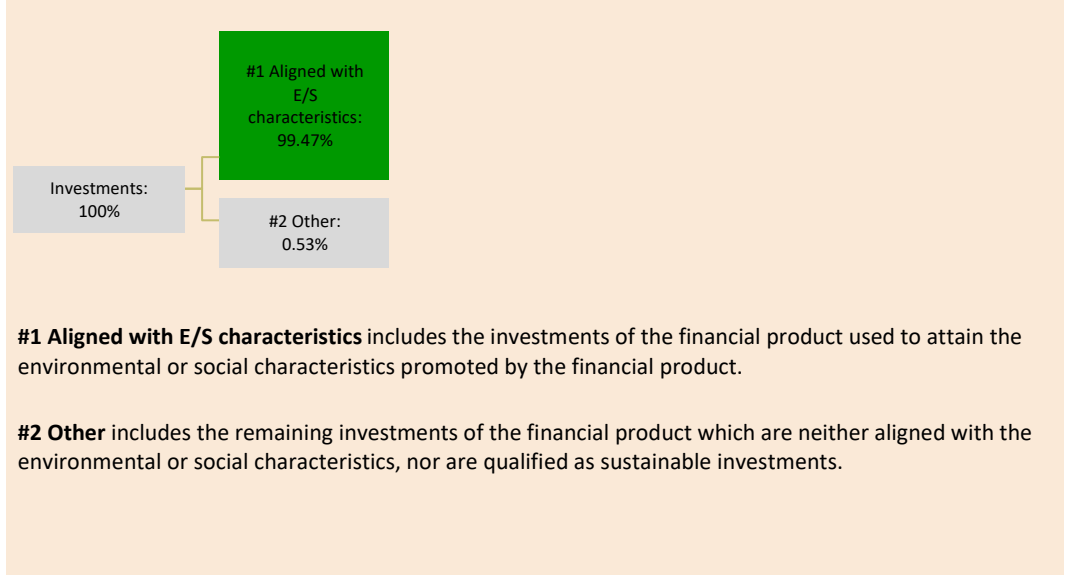 #1 Aligned with
E/S
characteristics:
99.47%
Investments:
100%
#2 Other:
0.53%
#1 Aligned with E/S characteristics includes the investments of the financial product used to attain the
environmental or social characteristics promoted by the financial product.
#2 Other includes the remaining investments of the financial product which are neither aligned with the
environmental or social characteristics, nor are qualified as sustainable investments.